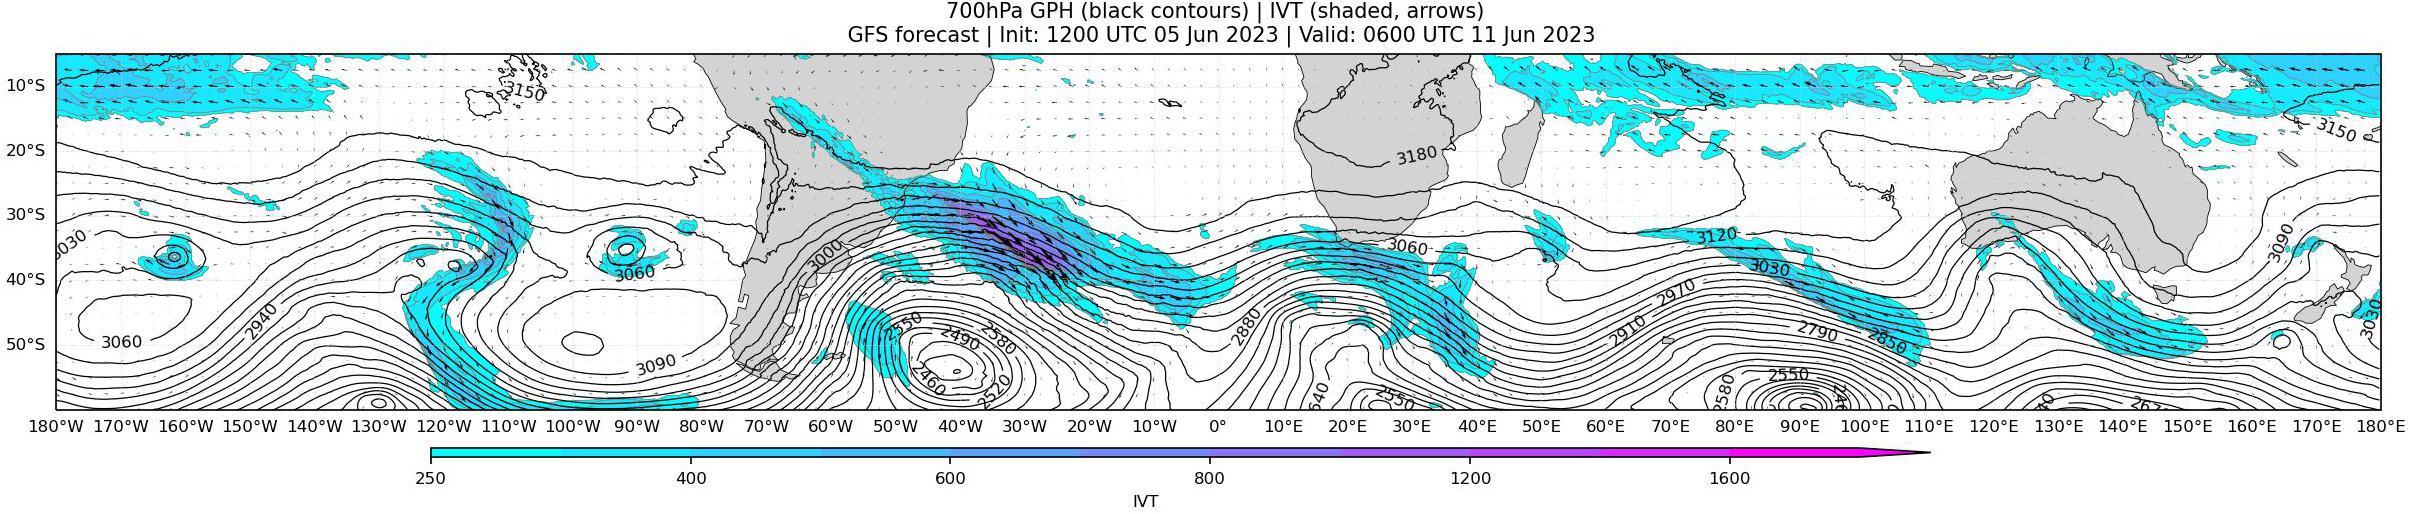 700hPa GPH (black contours) | IVT (shaded, arrows)
GFS forecast | Init: 1200 UTC 05 Jun 2023 | Valid: 0600 UTC 11 Jun 2023
10°S
20°S
30°S
40°S
50°S
3150
3150
3180
3030
3000
3060
3060
3060
3120
3030
3090
2940
3060
3090
2550
2490
2580
2460
2520
2880
640
2550
2970
2910
2790
2850
2550
2580
3030
180°W 170°W 160°W 150°W 140°W 130°W 120°W 110°W 100°W 90°W 80°W 70°W 60°W 50°W 40°W 30°W 20°W 10°W 0° 10°E 20°E 30°E 40°E 50°E 60°E 70°E 80°E 90°E 100°E 110°E 120°E 130°E 140°E 150°E 160°E 170°E 180°E
250 400 600 800 1200 1600
IVT